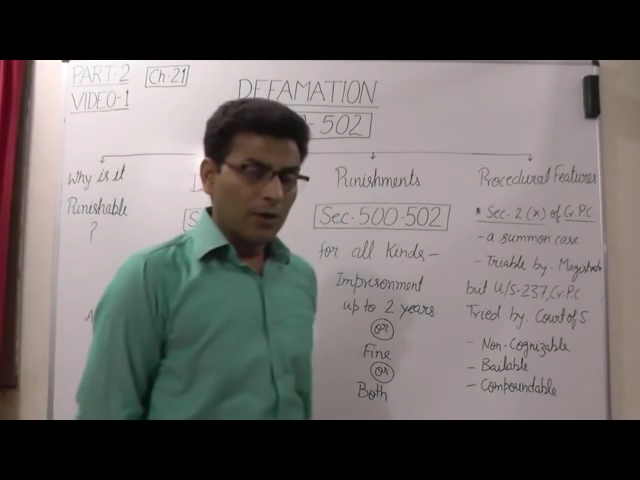 PART-2
Ch-21
VIDEO-1
DEFAMATION
- 502
Why is it
Punishable
?
Punishments
Sec-500-502
for all kinds-
Imprisonment
up to 2 years
or
Fine
or
Both
Procedural Features
* Sec-2(x) of Cr.P.C.
- a summon case.
- Triable by. Magistrate
but U/S-237, Cr.P.C.
Tried by. Court of S.
- Non-Cognizable
- Bailable
- Compoundable